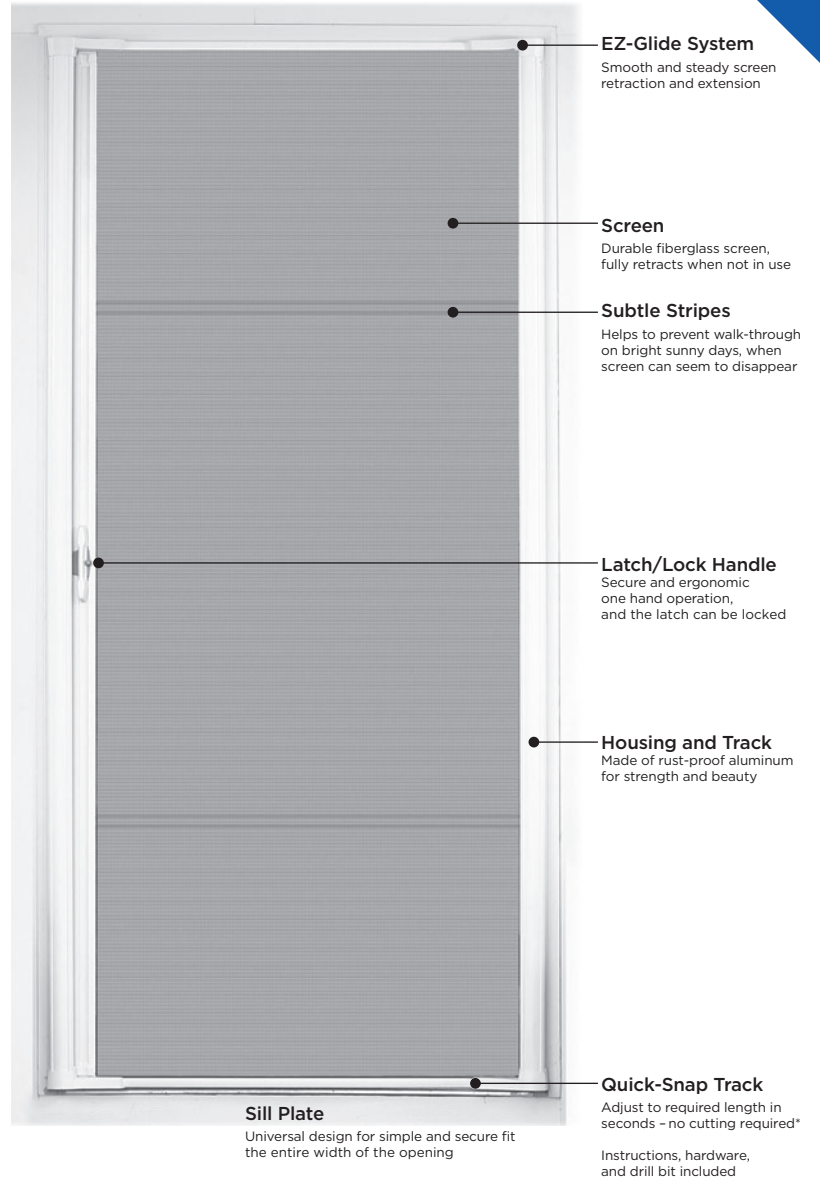 EZ-Glide System
Smooth and steady screen
retraction and extension
Screen
Durable fiberglass screen,
fully retracts when not in use
Subtle Stripes
Helps to prevent walk-through
on bright sunny days, when
screen can seem to disappear
Latch/Lock Handle
Secure and ergonomic
one hand operation,
and the latch can be locked
Housing and Track
Made of rust-proof aluminum
for strength and beauty
Quick-Snap Track
Adjust to required length in
seconds – no cutting required*
Instructions, hardware,
and drill bit included
Sill Plate
Universal design for simple and secure fit
the entire width of the opening